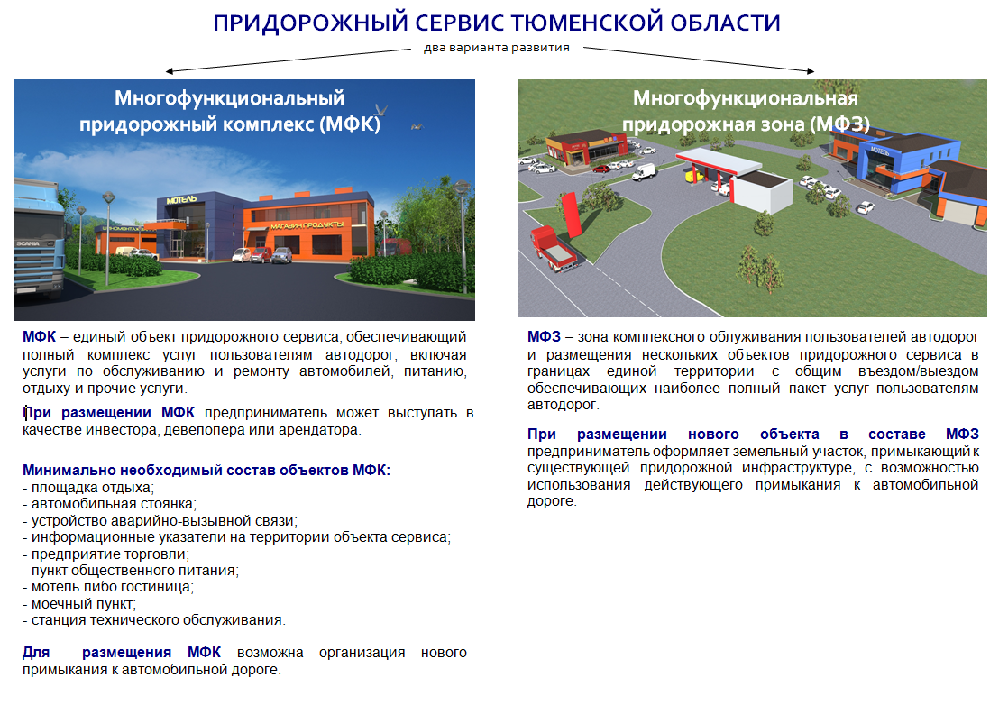 ПРИДОРОЖНЫЙ СЕРВИС ТЮМЕНСКОЙ ОБЛАСТИ
два варианта развития
Многофункциональный
придорожный комплекс (МФК)
МОТЕЛЬ
ШИНОМОНТАЖ
МАГАЗИН ПРОДУКТЫ
SCANIA
МФК – единый объект придорожного сервиса, обеспечивающий
полный комплекс услуг пользователям автодорог, включая
услуги по обслуживанию и ремонту автомобилей, питанию,
отдыху и прочие услуги.
При размещении МФК предприниматель может выступать в
качестве инвестора, девелопера или арендатора.
Минимально необходимый состав объектов МФК:
- площадка отдыха;
- автомобильная стоянка;
- устройство аварийно-вызывной связи;
- информационные указатели на территории объекта сервиса;
- предприятие торговли;
- пункт общественного питания;
- мотель либо гостиница;
- моечный пункт;
- станция технического обслуживания.
Для размещения МФК возможна организация нового
примыкания к автомобильной дороге.
Многофункциональная
придорожная зона (МФЗ)
МОТЕЛЬ
МФЗ – зона комплексного облуживания пользователей автодорог
и размещения нескольких объектов придорожного сервиса в
границах единой территории с общим въездом/выездом
обеспечивающих наиболее полный пакет услуг пользователям
автодорог.
При размещении нового объекта в составе МФЗ
предприниматель оформляет земельный участок, примыкающий к
существующей придорожной инфраструктуре, с возможностью
использования действующего примыкания к автомобильной
дороге.